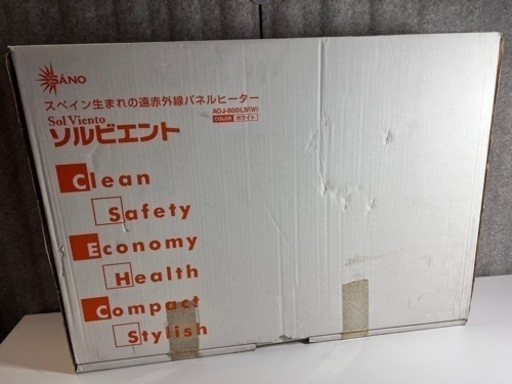 SANO
スペイン生まれの遠赤外線パネルヒーター
Sol Viento
ADJ-900LN(W)
ソルビエント
COLOR ホワイト
Clean
Safety
Economy
Health
Compact
Stylish